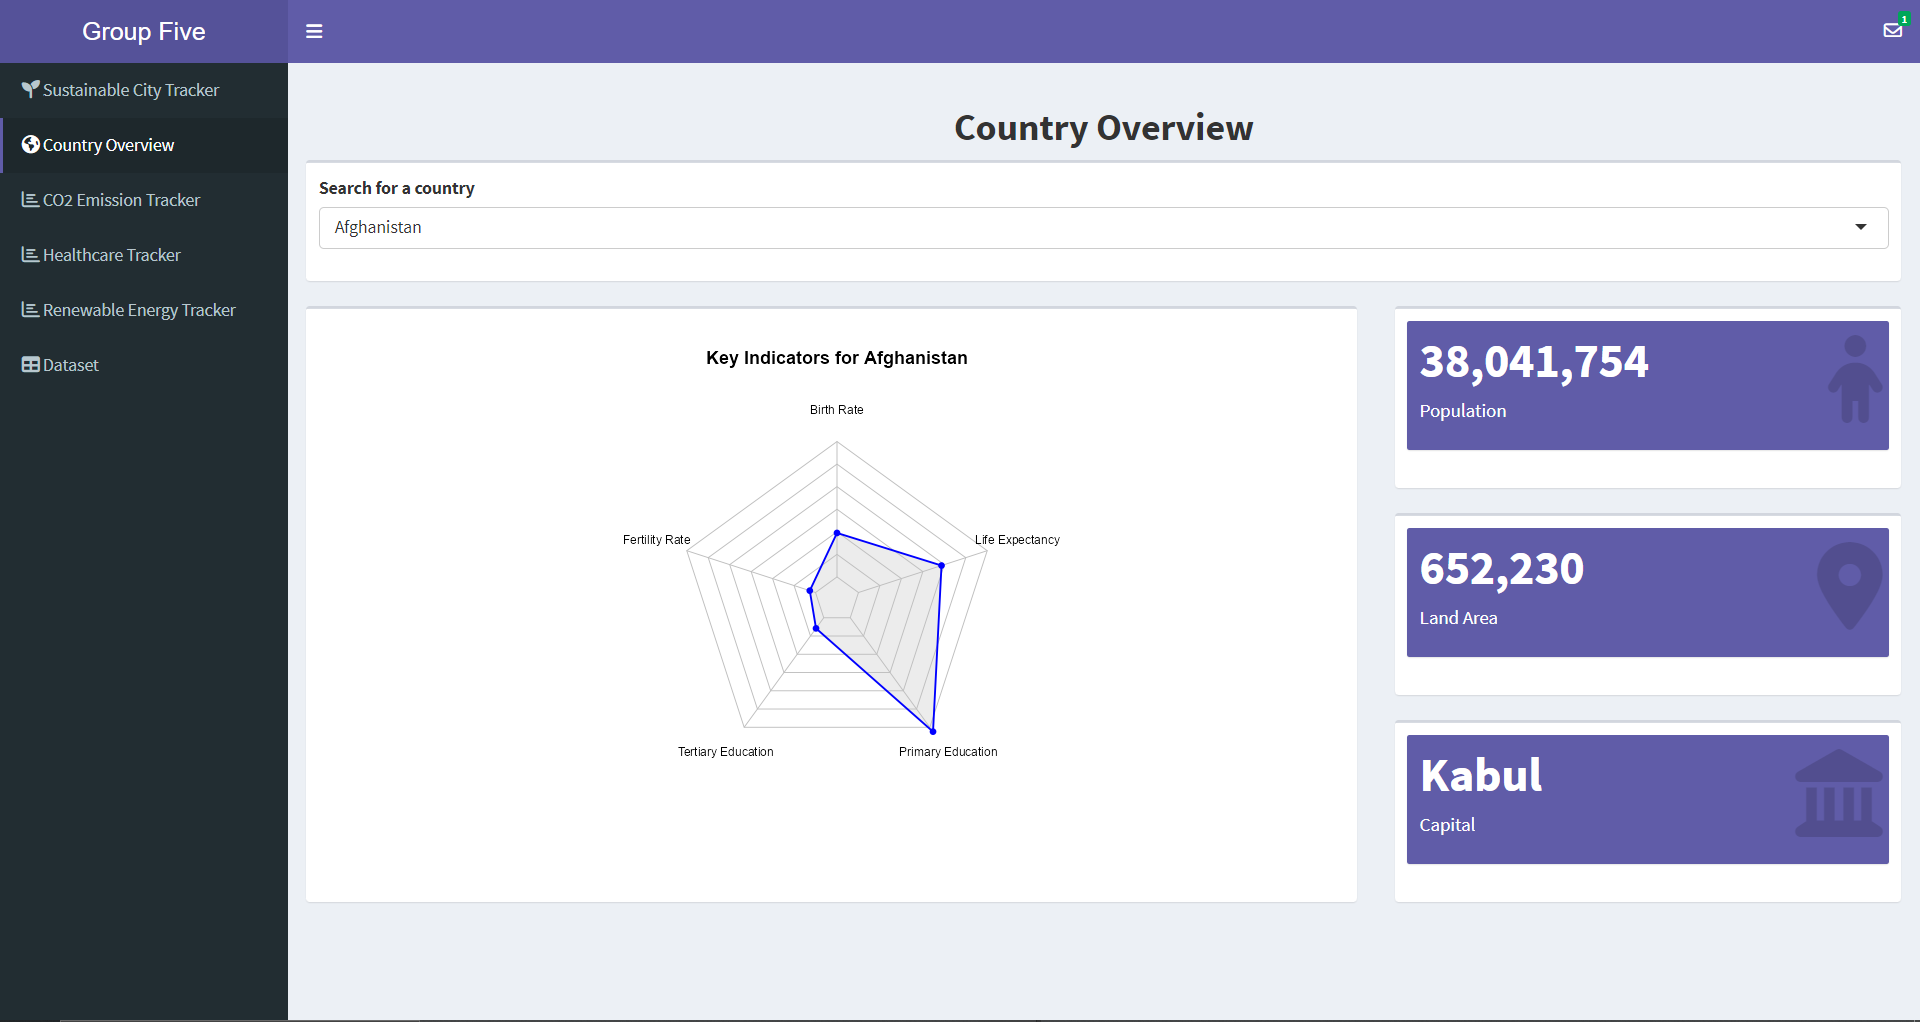 Group Five
1
Sustainable City Tracker
Country Overview
CO2 Emission Tracker
Healthcare Tracker
Renewable Energy Tracker
Dataset
Country Overview
Search for a country
Afghanistan
Key Indicators for Afghanistan
Birth Rate
Fertility Rate
Life Expectancy
Tertiary Education
Primary Education
38,041,754
Population
652,230
Land Area
Kabul
Capital